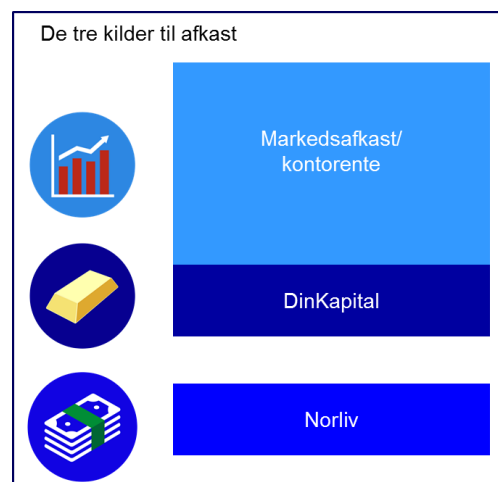 De tre kilder til afkast
Markedsafkast/
kontorente
DinKapital
Norliv